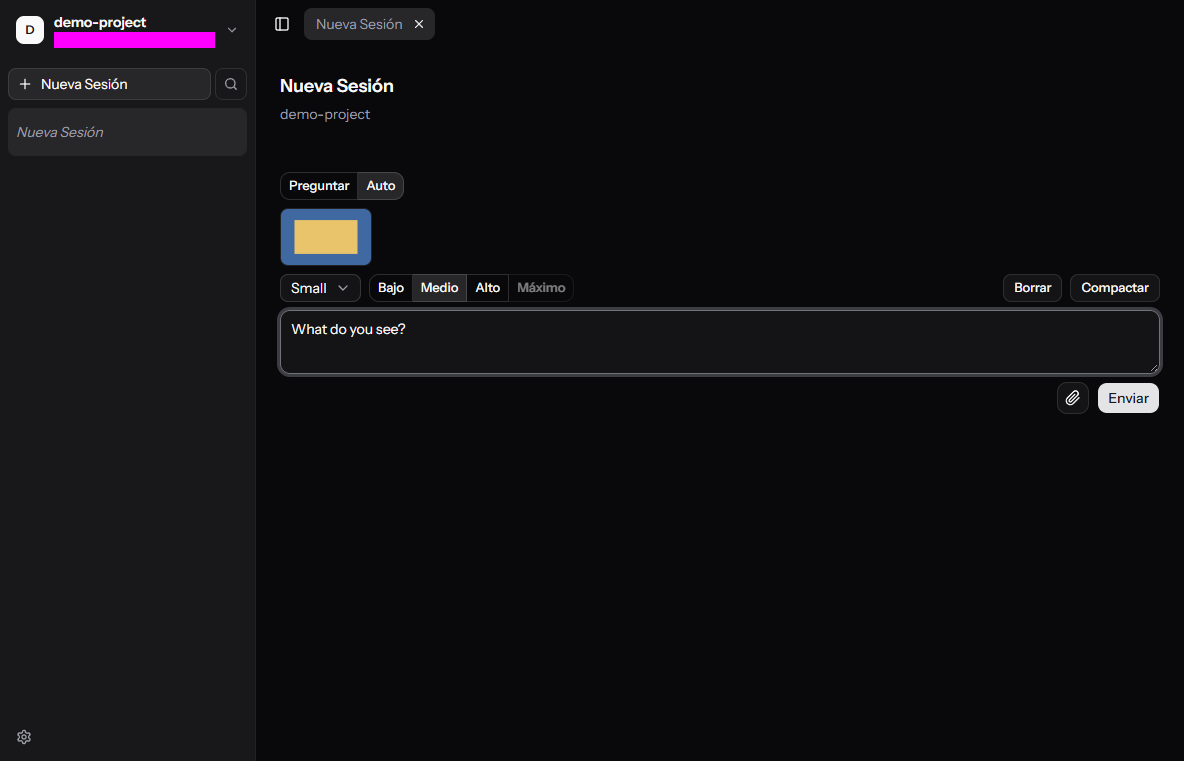 D
demo-project
Nueva Sesión
Nueva Sesión
Nueva Sesión
Nueva Sesión
demo-project
Preguntar Auto
Small Bajo Medio Alto Máximo Borrar Compactar
What do you see?
Enviar